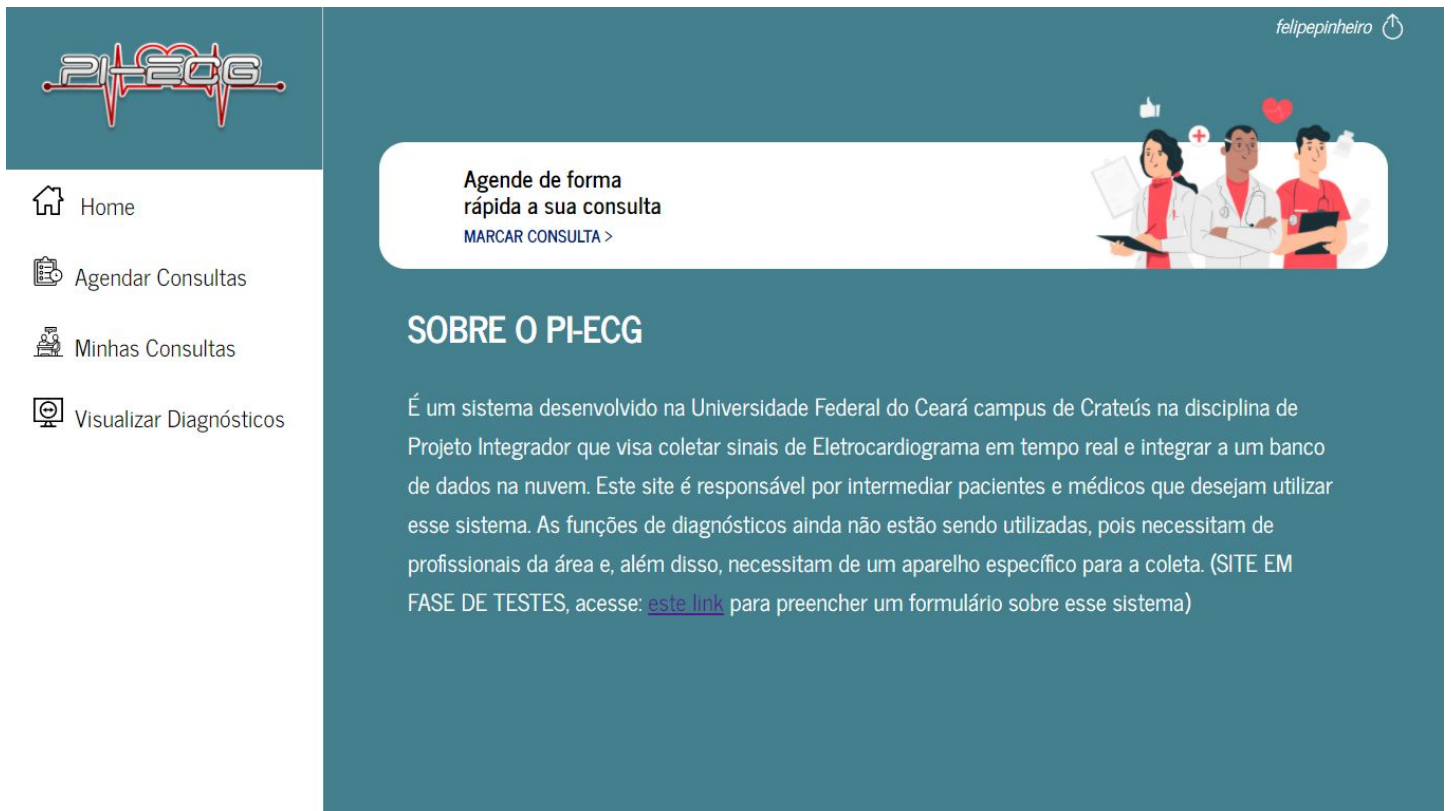 PI-ECG
felipepinheiro
Home
Agendar Consultas
Minhas Consultas
Visualizar Diagnósticos
Agende de forma
rápida a sua consulta
MARCAR CONSULTA >
SOBRE O PI-ECG
É um sistema desenvolvido na Universidade Federal do Ceará campus de Crateús na disciplina de
Projeto Integrador que visa coletar sinais de Eletrocardiograma em tempo real e integrar a um banco
de dados na nuvem. Este site é responsável por intermediar pacientes e médicos que desejam utilizar
esse sistema. As funções de diagnósticos ainda não estão sendo utilizadas, pois necessitam de
profissionais da área e, além disso, necessitam de um aparelho específico para a coleta. (SITE EM
FASE DE TESTES, acesse: este link para preencher um formulário sobre esse sistema)